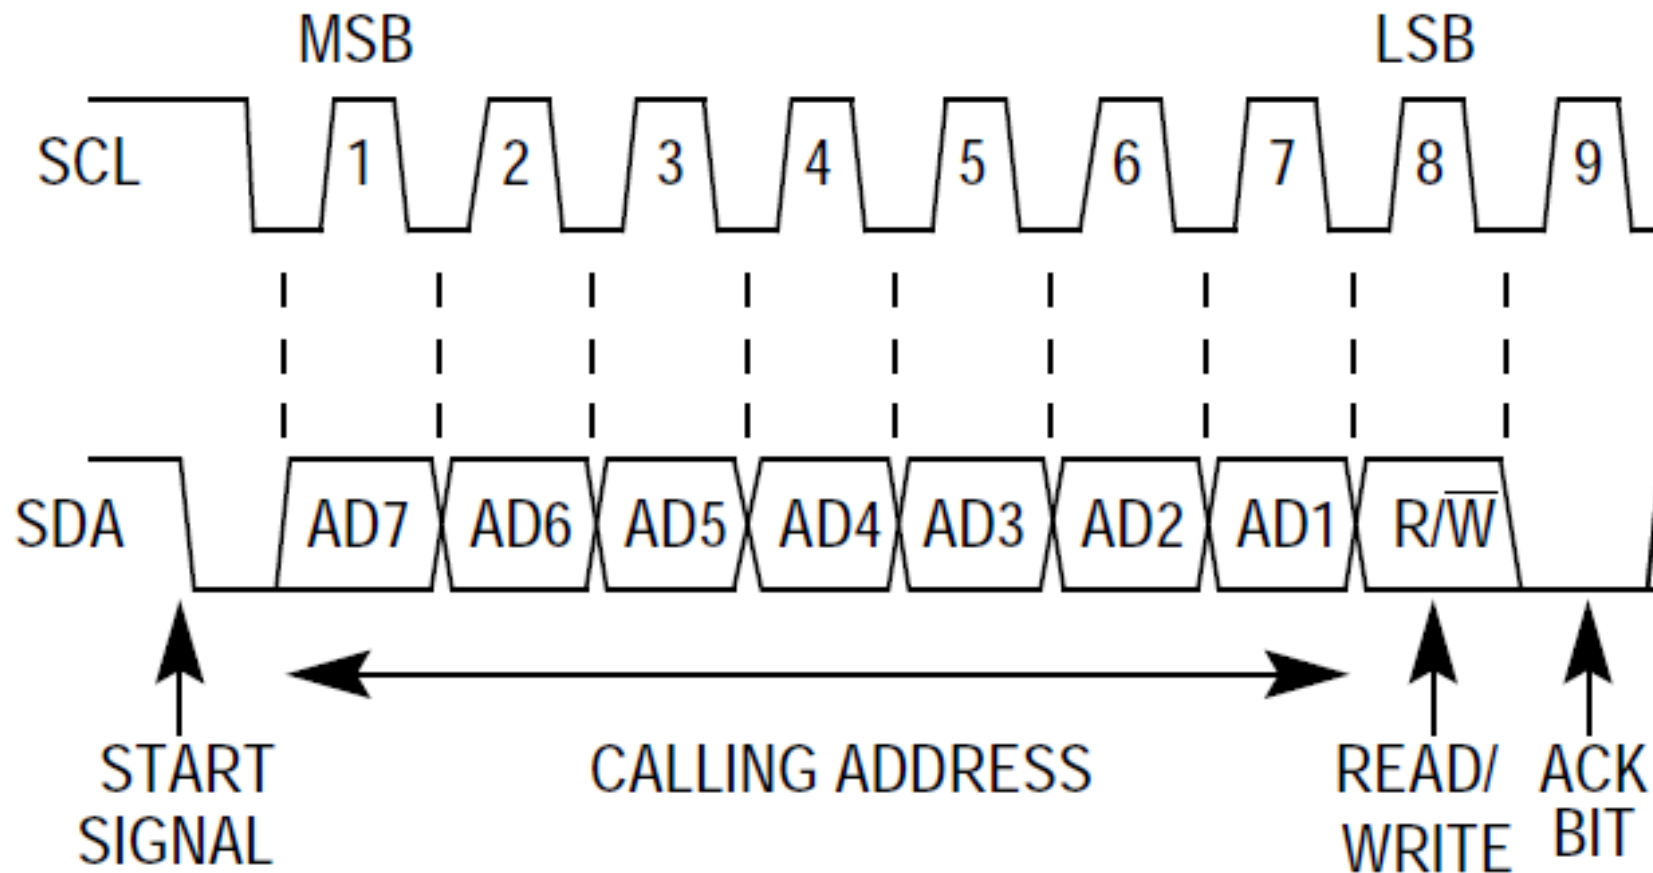 MSB LSB
SCL 1 2 3 4 5 6 7 8 9
SDA AD7 AD6 AD5 AD4 AD3 AD2 AD1 R/W̅
START CALLING ADDRESS READ/ ACK
SIGNAL WRITE BIT